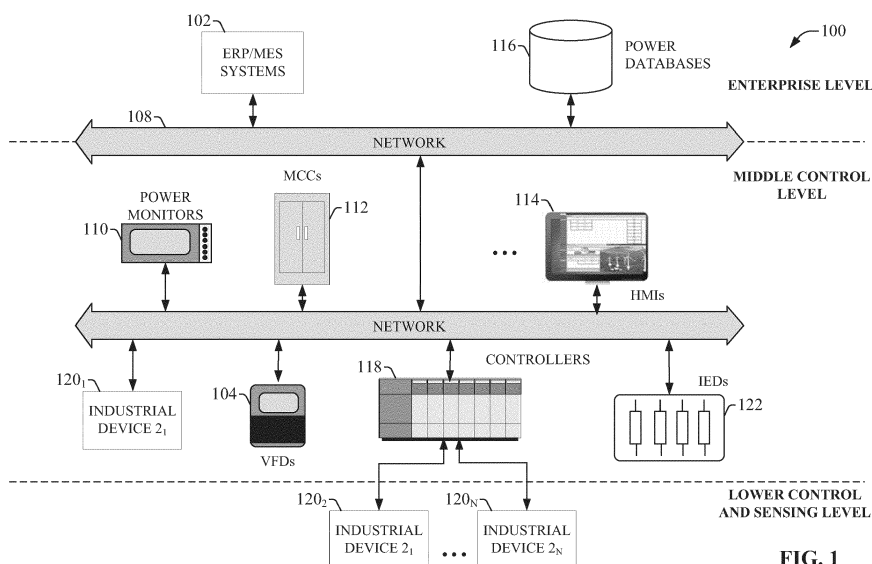 102
ERP/MES
SYSTEMS
116
POWER
DATABASES
100
ENTERPRISE LEVEL
108
NETWORK
MIDDLE CONTROL
LEVEL
POWER
MONITORS
110
MCCs
112
114
...
HMIs
NETWORK
120₁
INDUSTRIAL
DEVICE 2₁
104
VFDs
118
CONTROLLERS
IEDs
122
LOWER CONTROL
AND SENSING LEVEL
120₂
INDUSTRIAL
DEVICE 2₁
...
120N
INDUSTRIAL
DEVICE 2N
FIG. 1